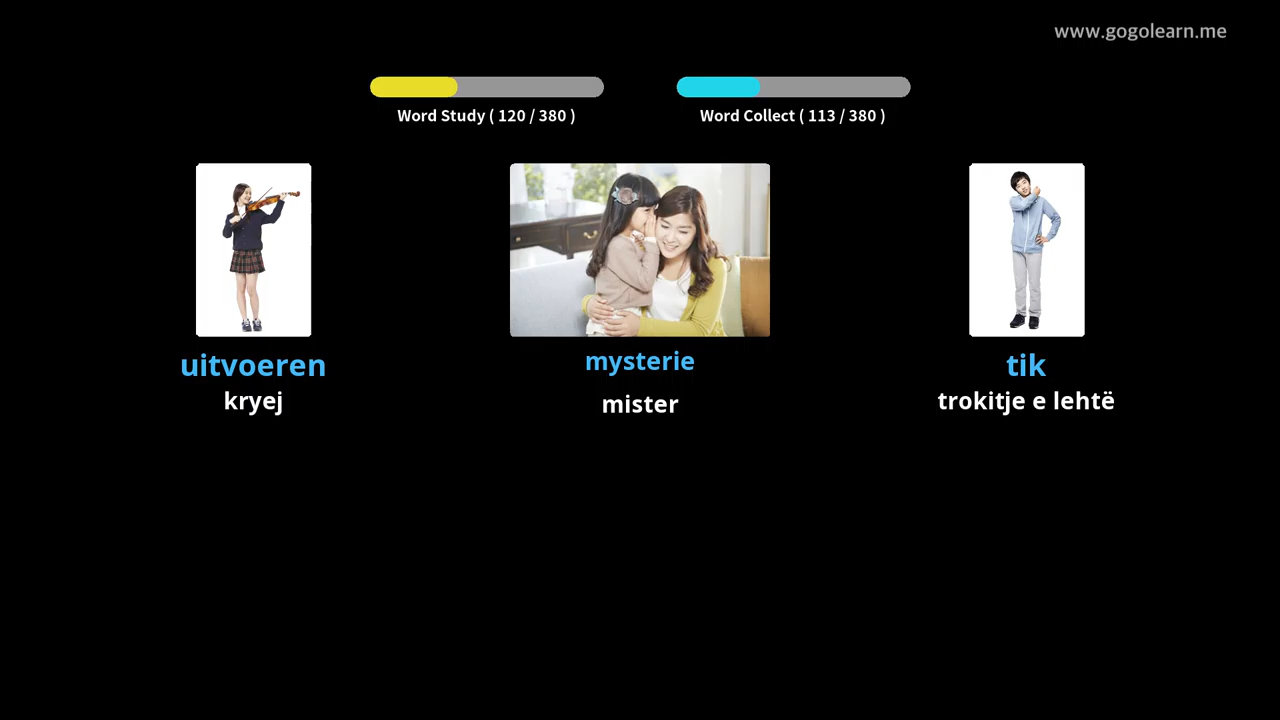 www.gogolearn.me
Word Study ( 120 / 380 )
Word Collect ( 113 / 380 )
uitvoeren
kryej
mysterie
mister
tik
trokitje e lehtë